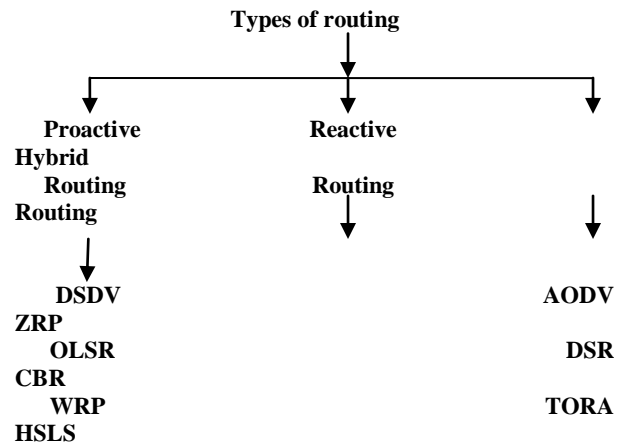 Types of routing
Proactive Reactive
Hybrid
Routing Routing
Routing
DSDV AODV
ZRP
OLSR DSR
CBR
WRP TORA
HSLS